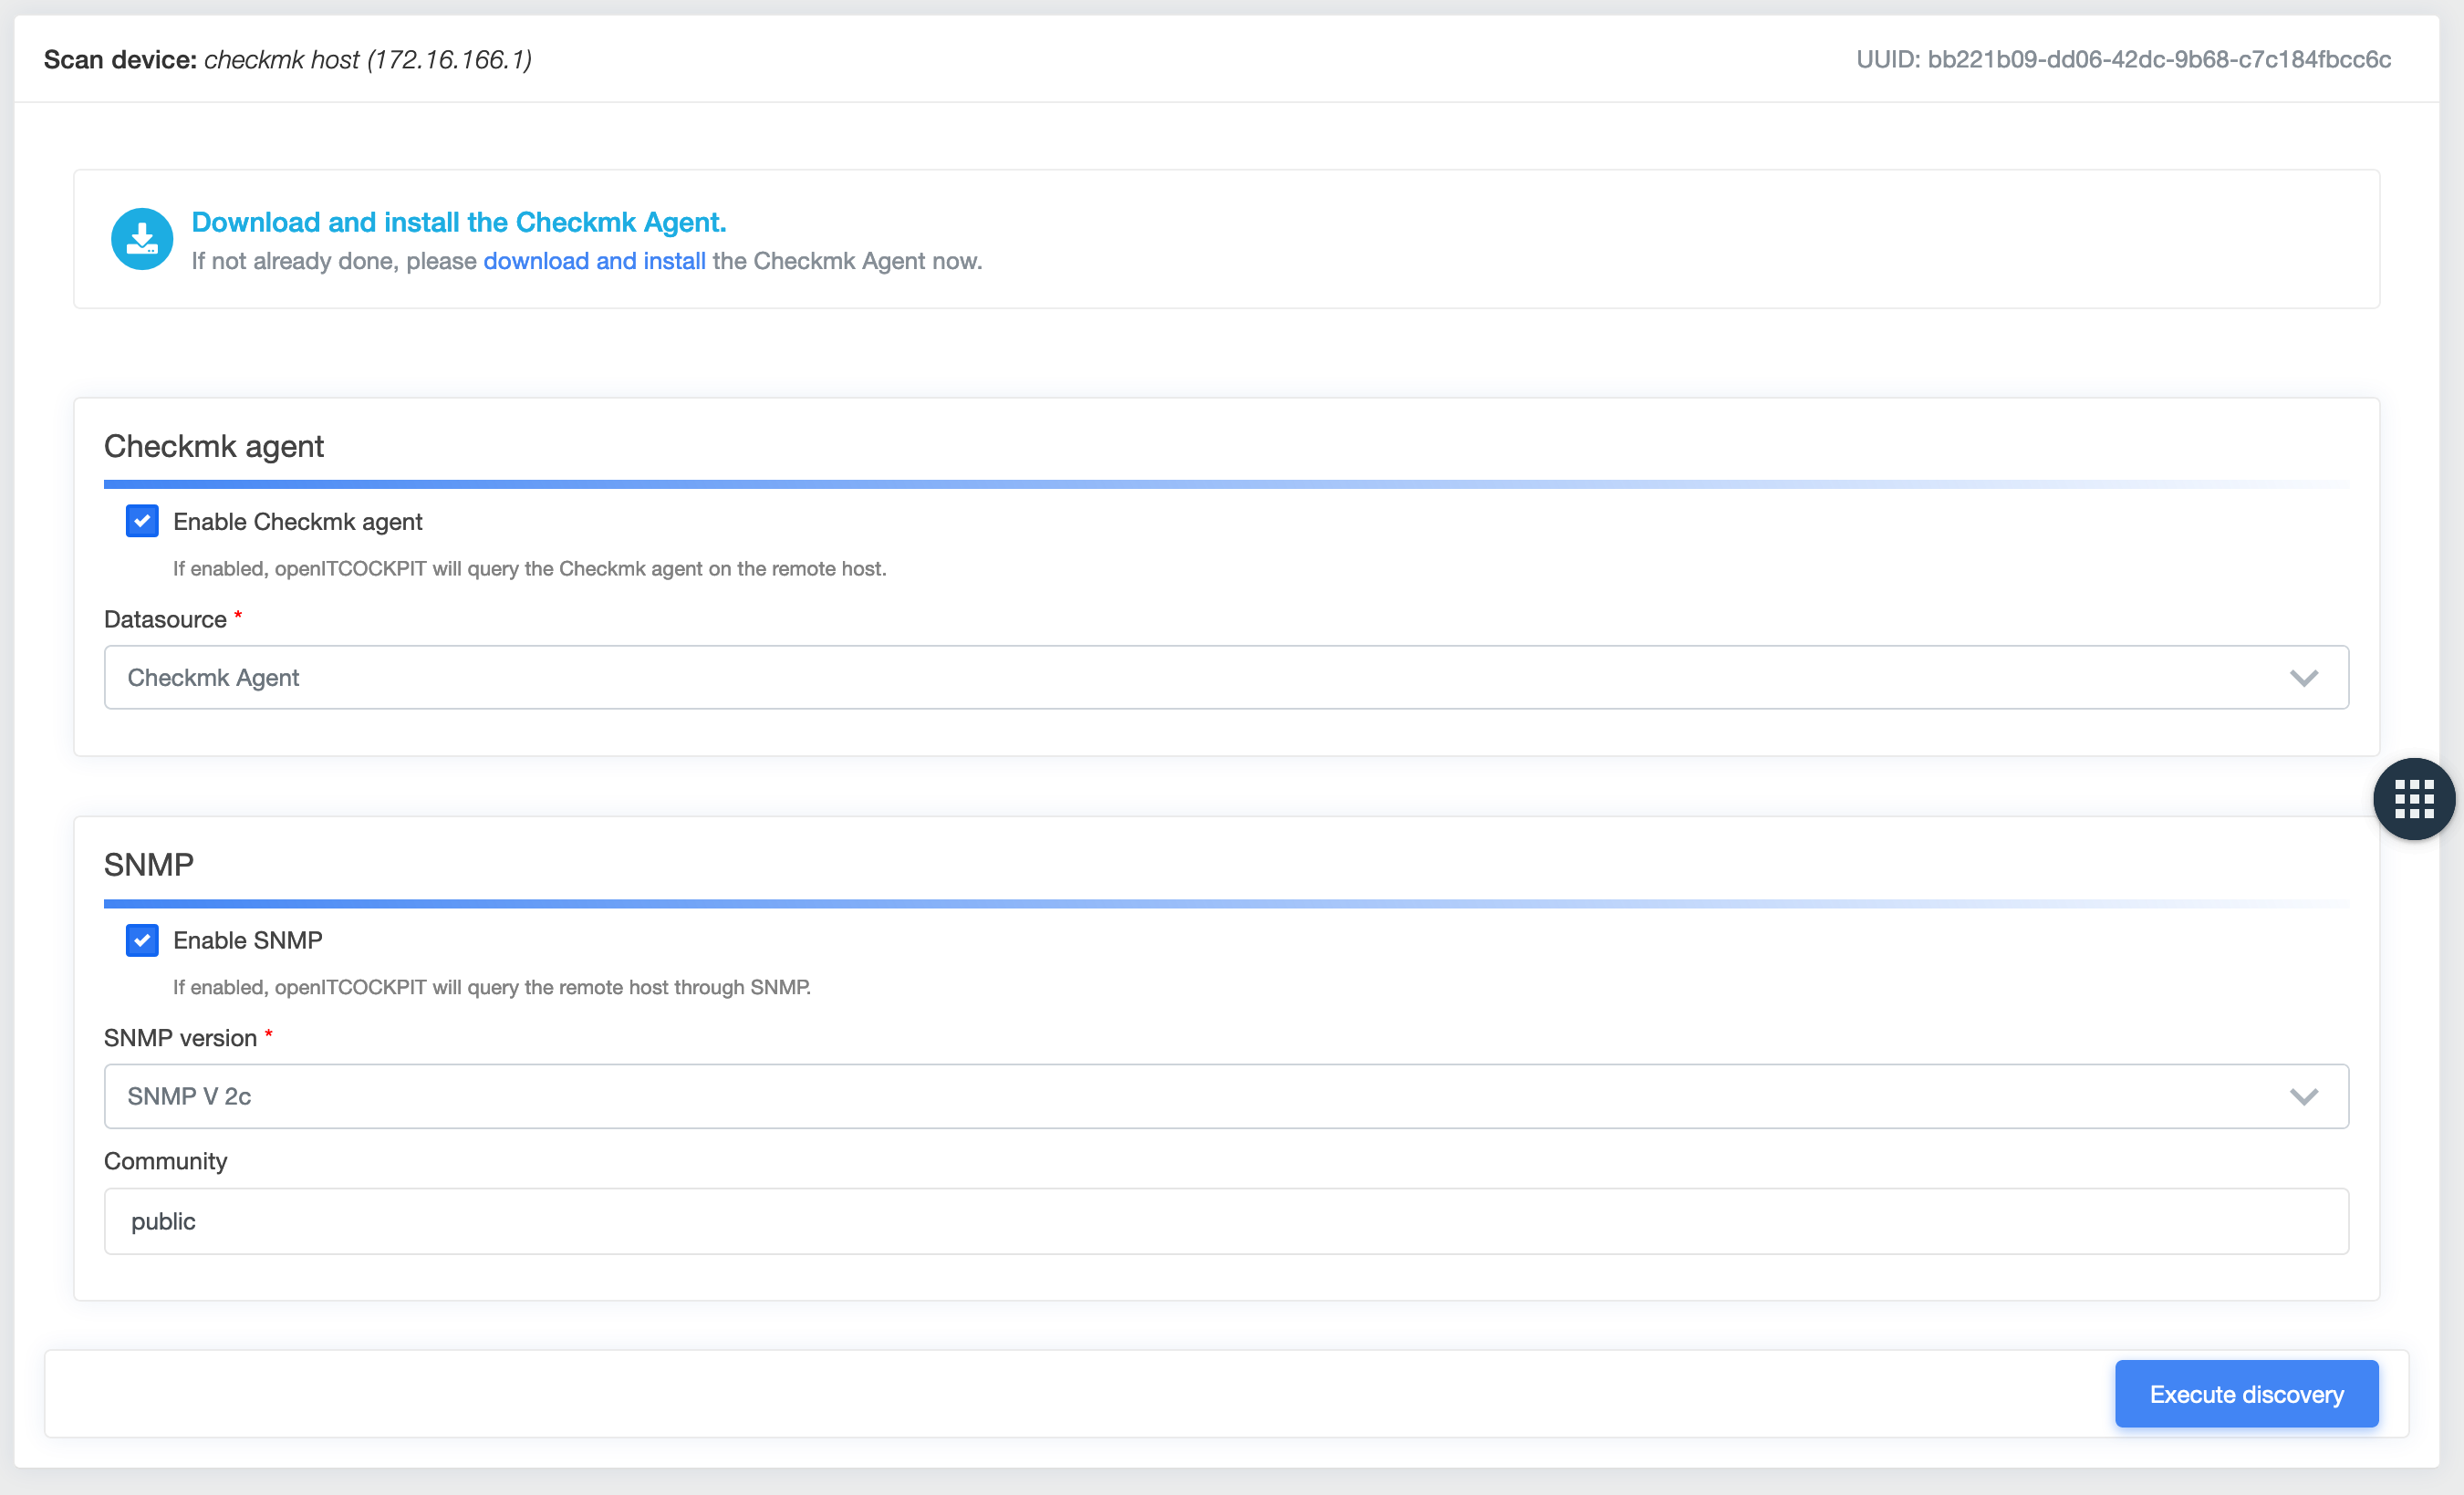 Scan device: checkmk host (172.16.166.1)
UUID: bb221b09-dd06-42dc-9b68-c7c184fbcc6c
Download and install the Checkmk Agent.
If not already done, please download and install the Checkmk Agent now.
Checkmk agent
Enable Checkmk agent
If enabled, openITCOCKPIT will query the Checkmk agent on the remote host.
Datasource *
Checkmk Agent
SNMP
Enable SNMP
If enabled, openITCOCKPIT will query the remote host through SNMP.
SNMP version *
SNMP V 2c
Community
public
Execute discovery